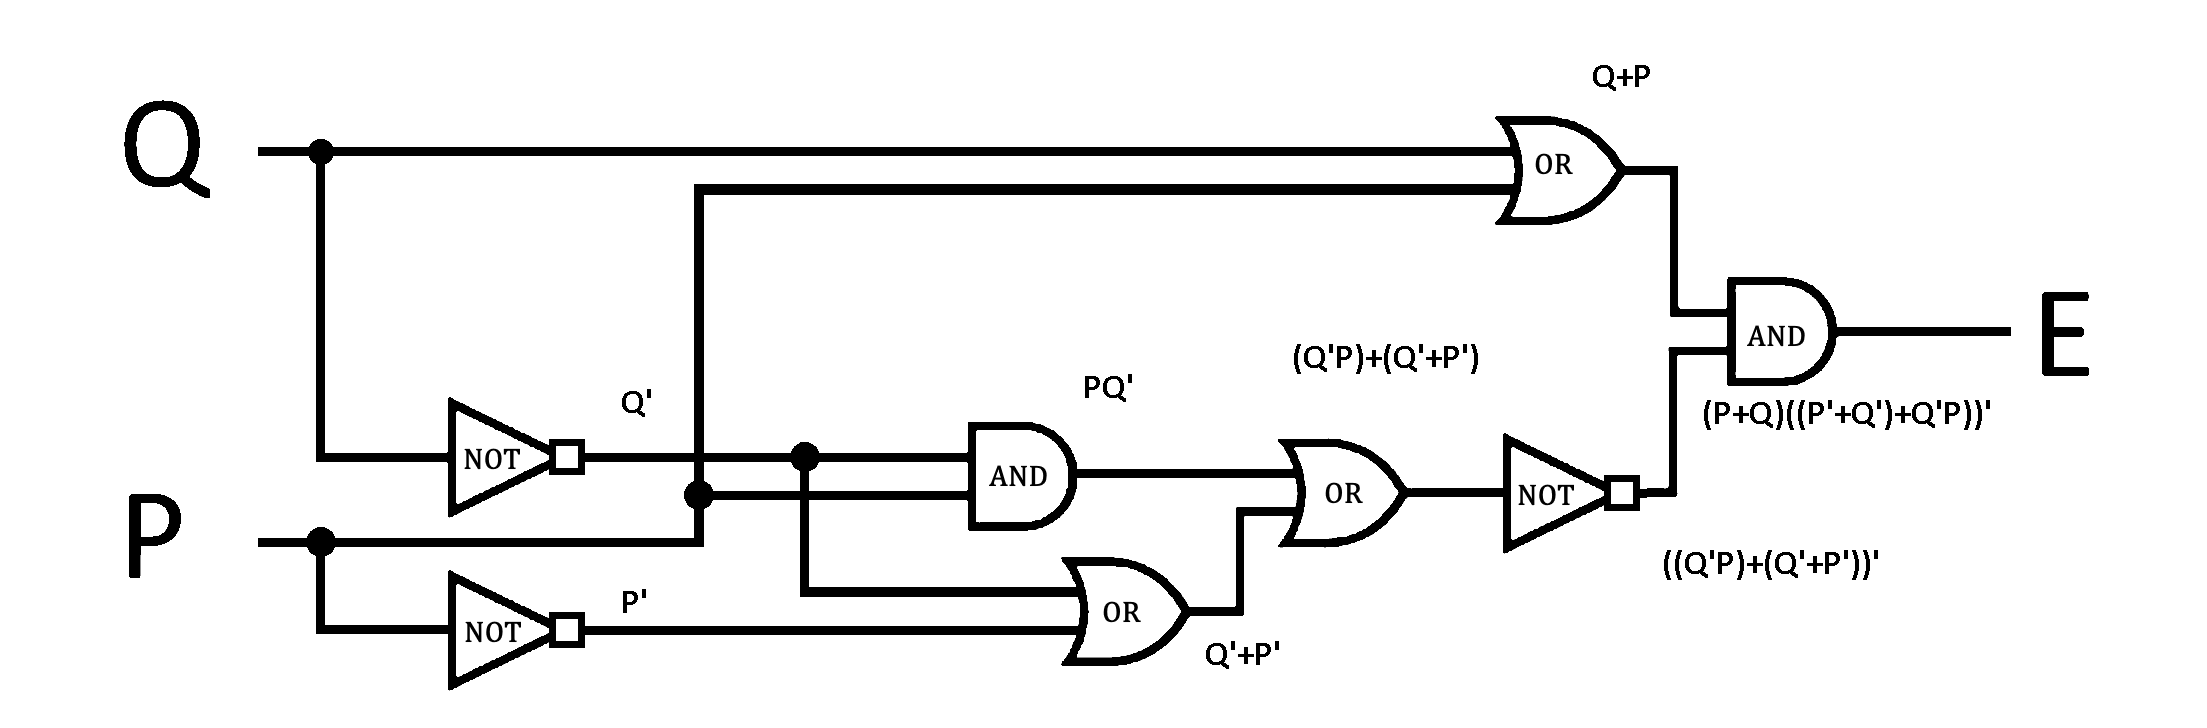 Q+P
Q
OR
E
AND
(Q'P)+(Q'+P')
PQ'
Q'
(P+Q)((P'+Q')+Q'P))'
NOT
AND
OR
NOT
P
((Q'P)+(Q'+P'))'
P'
NOT
OR
Q'+P'